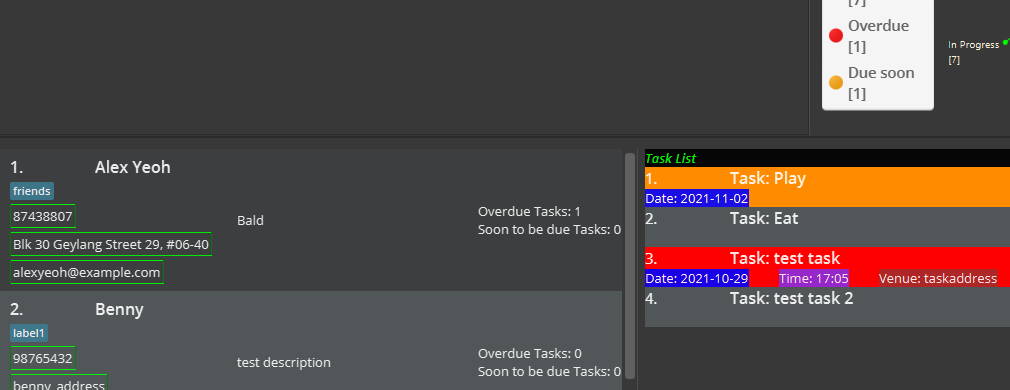 [7]
Overdue
[1]
In Progress
[7]
Due soon
[1]
1. Alex Yeoh
friends
87438807
Blk 30 Geylang Street 29, #06-40
alexyeoh@example.com
Bald
Overdue Tasks: 1
Soon to be due Tasks: 0
2. Benny
label1
98765432
benny_address
test description
Overdue Tasks: 0
Soon to be due Tasks: 0
Task List
1. Task: Play
Date: 2021-11-02
2. Task: Eat
3. Task: test task
Date: 2021-10-29 Time: 17:05 Venue: taskaddress
4. Task: test task 2